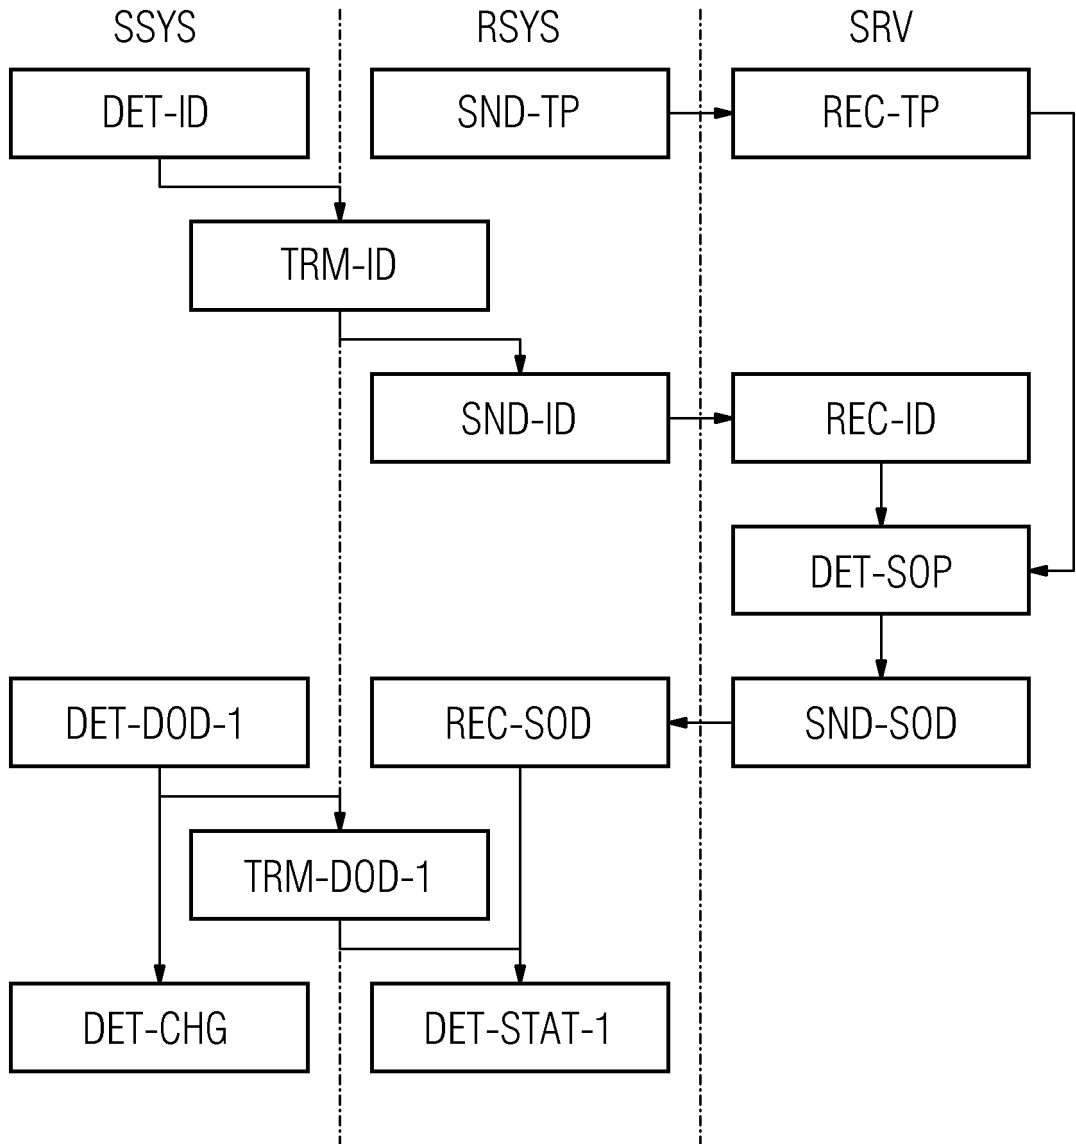 SSYS
RSYS
SRV
DET-ID
SND-TP
REC-TP
TRM-ID
SND-ID
REC-ID
DET-SOP
DET-DOD-1
REC-SOD
SND-SOD
TRM-DOD-1
DET-CHG
DET-STAT-1